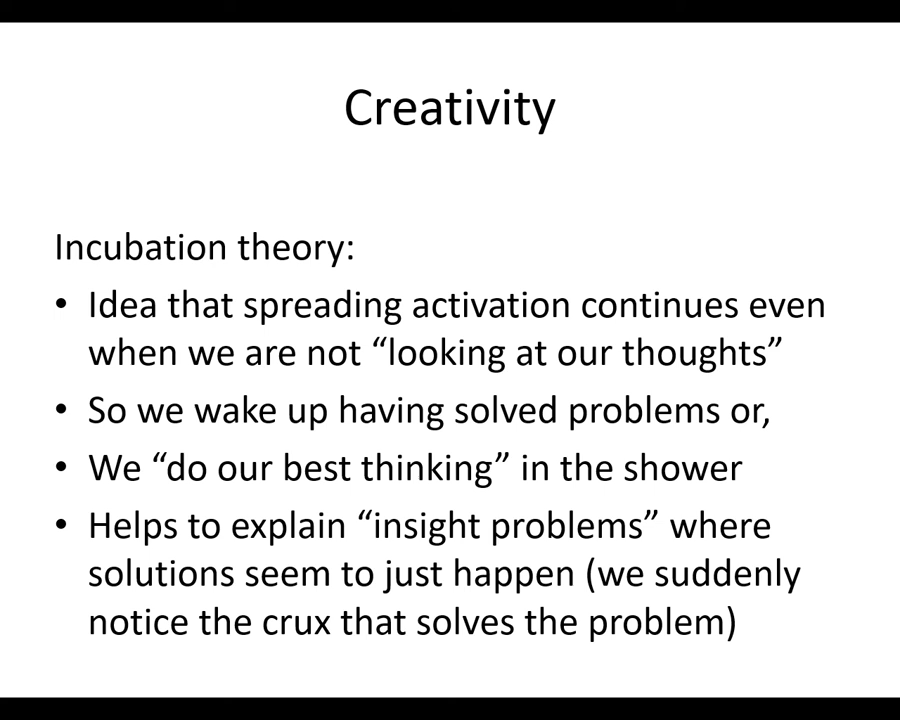 Creativity
Incubation theory:
• Idea that spreading activation continues even
when we are not “looking at our thoughts”
• So we wake up having solved problems or,
• We “do our best thinking” in the shower
• Helps to explain “insight problems” where
solutions seem to just happen (we suddenly
notice the crux that solves the problem)